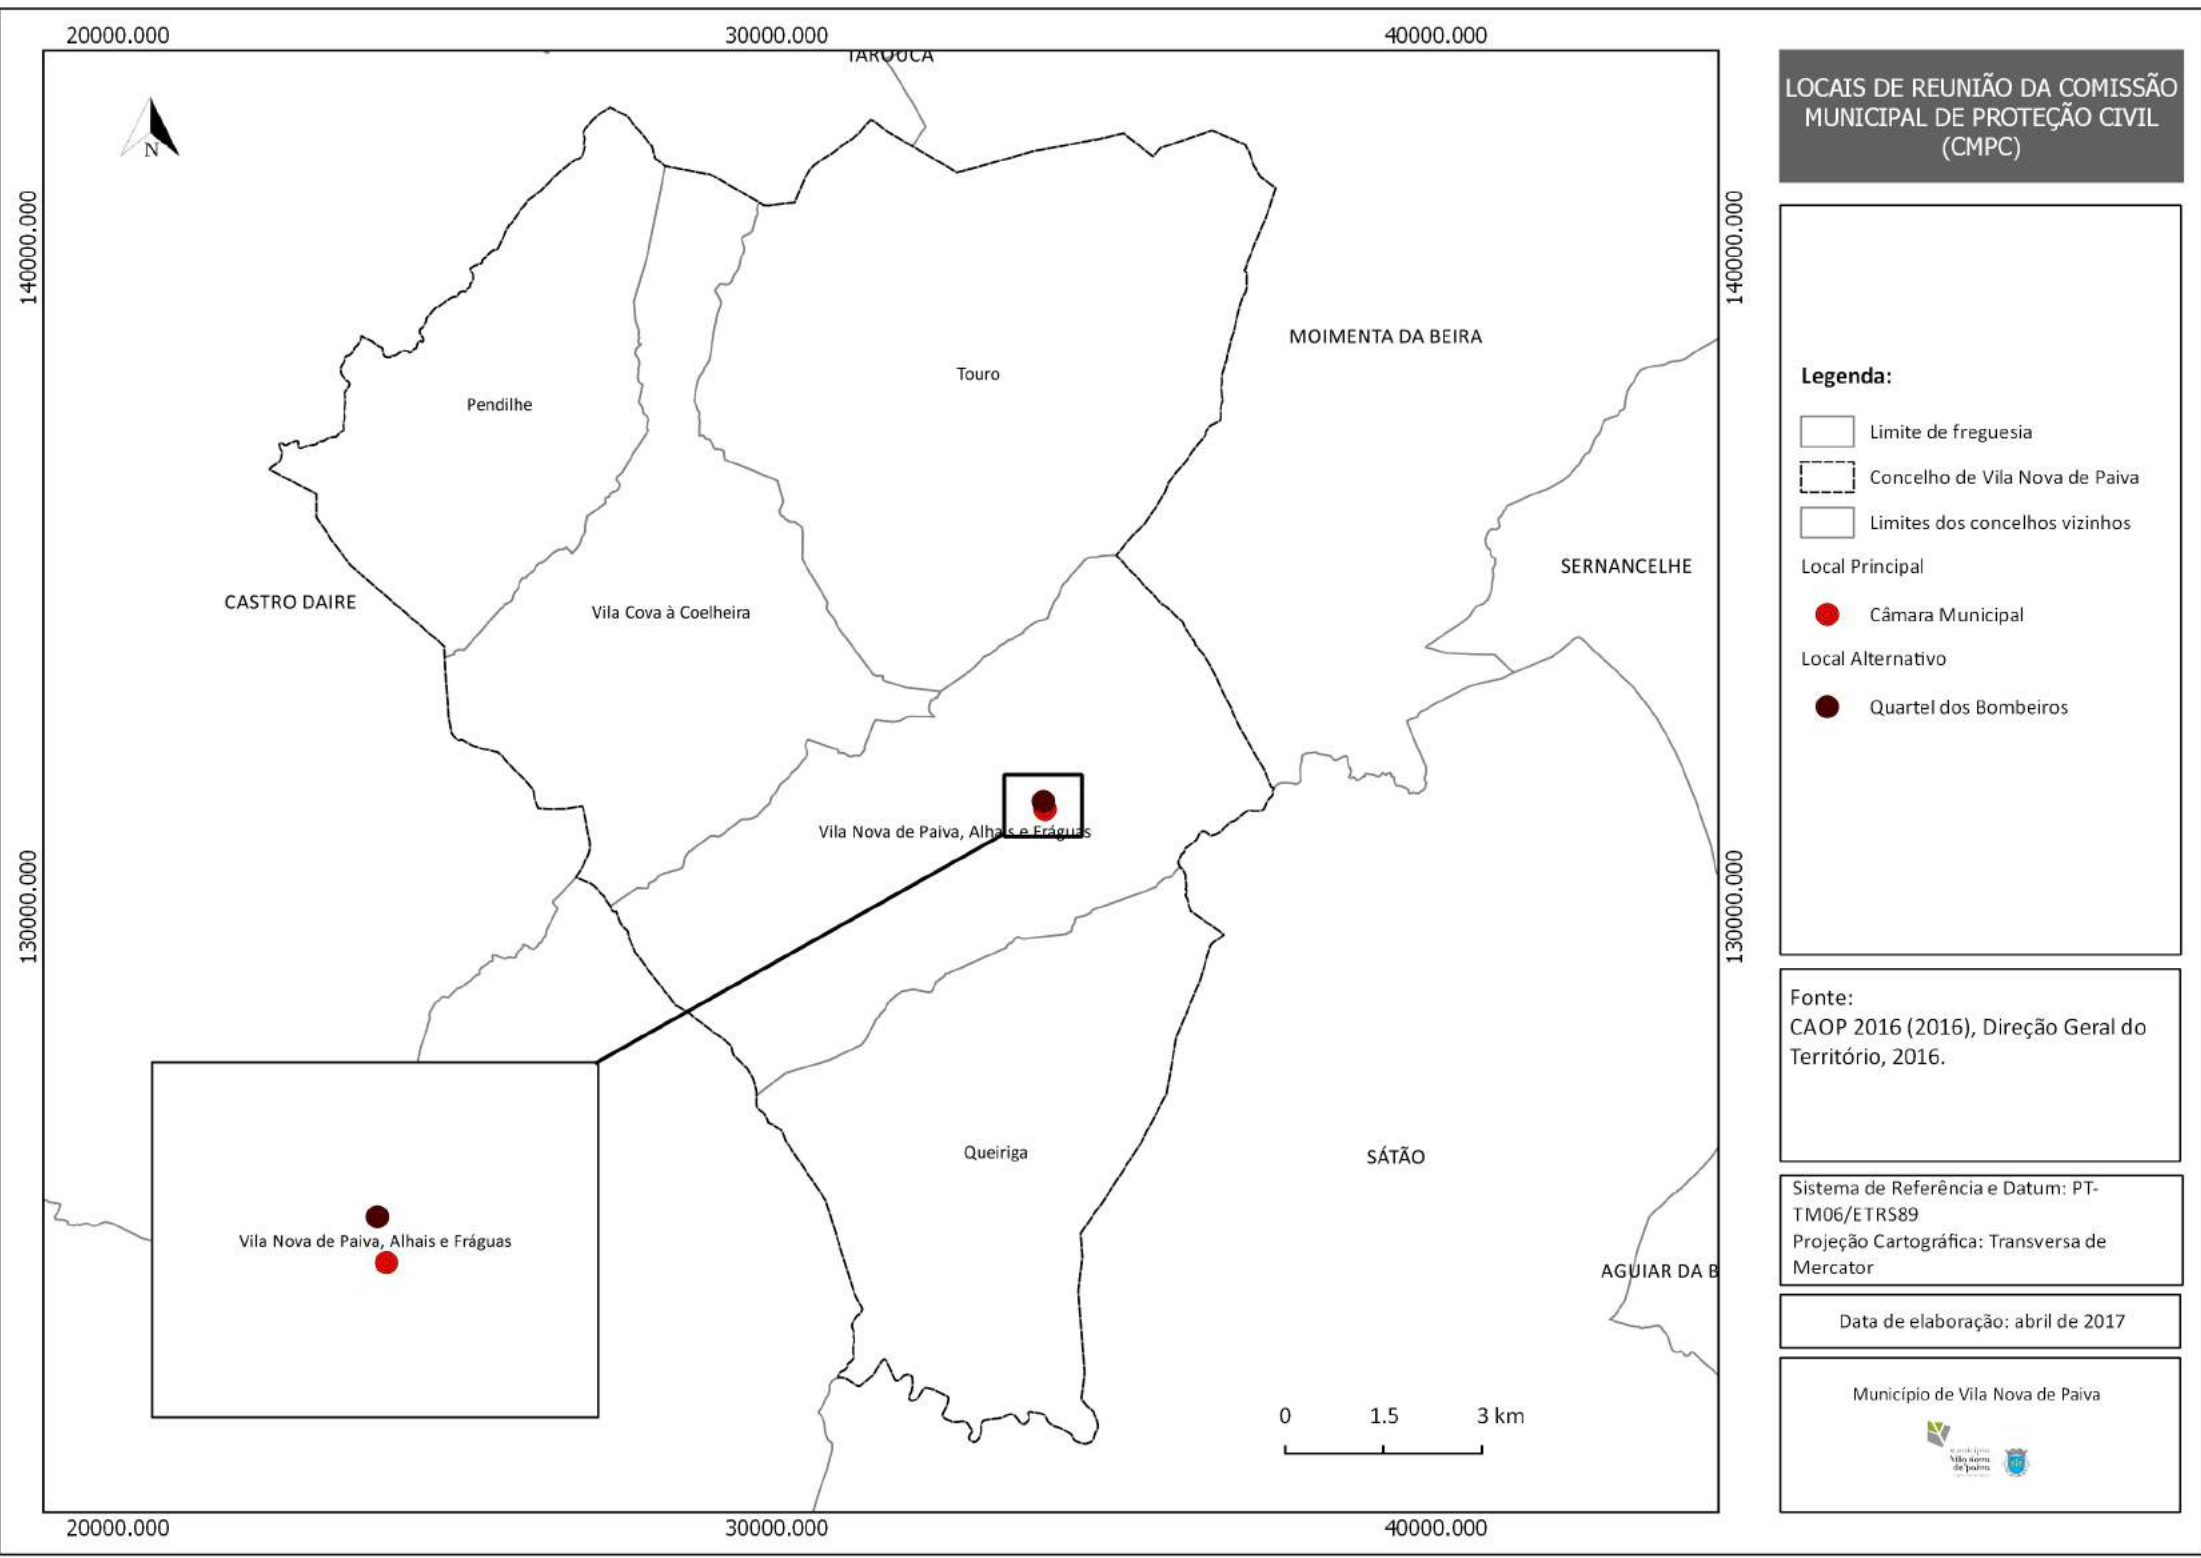 20000.000
30000.000
40000.000
TAROUCA
N
140000.000
140000.000
MOIMENTA DA BEIRA
Touro
Pendilhe
SERNANCELHE
CASTRO DAIRE
Vila Cova à Coelheira
Vila Nova de Paiva, Alhais e Fráguas
130000.000
130000.000
Queiriga
SÁTÃO
Vila Nova de Paiva, Alhais e Fráguas
AGUIAR DA B
0 1.5 3 km
20000.000
30000.000
40000.000
LOCAIS DE REUNIÃO DA COMISSÃO
MUNICIPAL DE PROTEÇÃO CIVIL
(CMPC)
Legenda:
Limite de freguesia
Concelho de Vila Nova de Paiva
Limites dos concelhos vizinhos
Local Principal
Câmara Municipal
Local Alternativo
Quartel dos Bombeiros
Fonte:
CAOP 2016 (2016), Direção Geral do
Território, 2016.
Sistema de Referência e Datum: PT-
TM06/ETRS89
Projeção Cartográfica: Transversa de
Mercator
Data de elaboração: abril de 2017
Município de Vila Nova de Paiva
município
Vila Nova
de Paiva